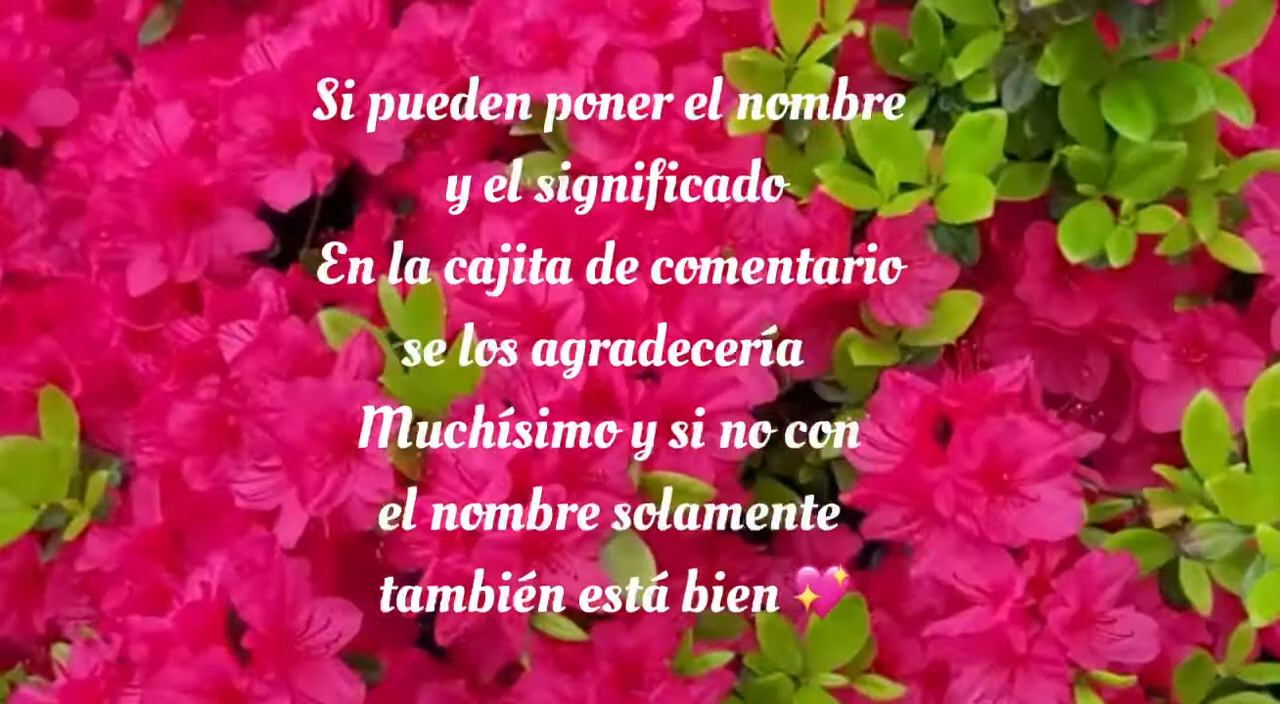 Si pueden poner el nombre
y el significado
En la cajita de comentario
se los agradecería
Muchísimo y si no con
el nombre solamente
también está bien 💖